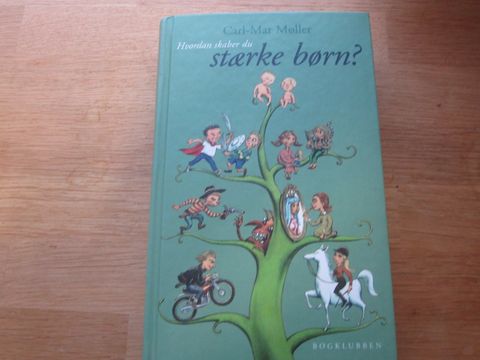 Carl-Mar Møller
Hvordan skaber du
stærke børn?
BOGKLUBBEN